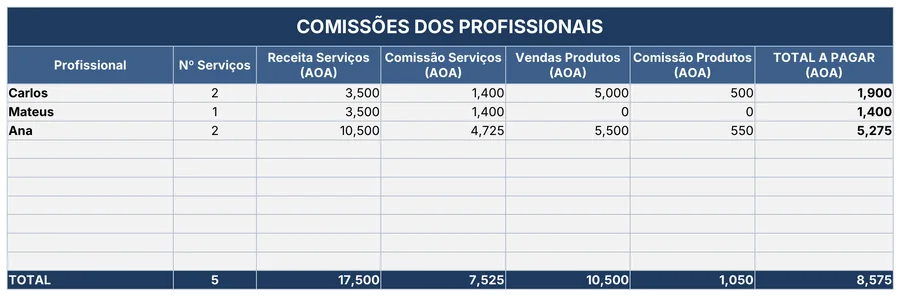 COMISSÕES DOS PROFISSIONAIS
Profissional Nº Serviços Receita Serviços (AOA) Comissão Serviços (AOA) Vendas Produtos (AOA) Comissão Produtos (AOA) TOTAL A PAGAR (AOA)
Carlos 2 3,500 1,400 5,000 500 1,900
Mateus 1 3,500 1,400 0 0 1,400
Ana 2 10,500 4,725 5,500 550 5,275
TOTAL 5 17,500 7,525 10,500 1,050 8,575